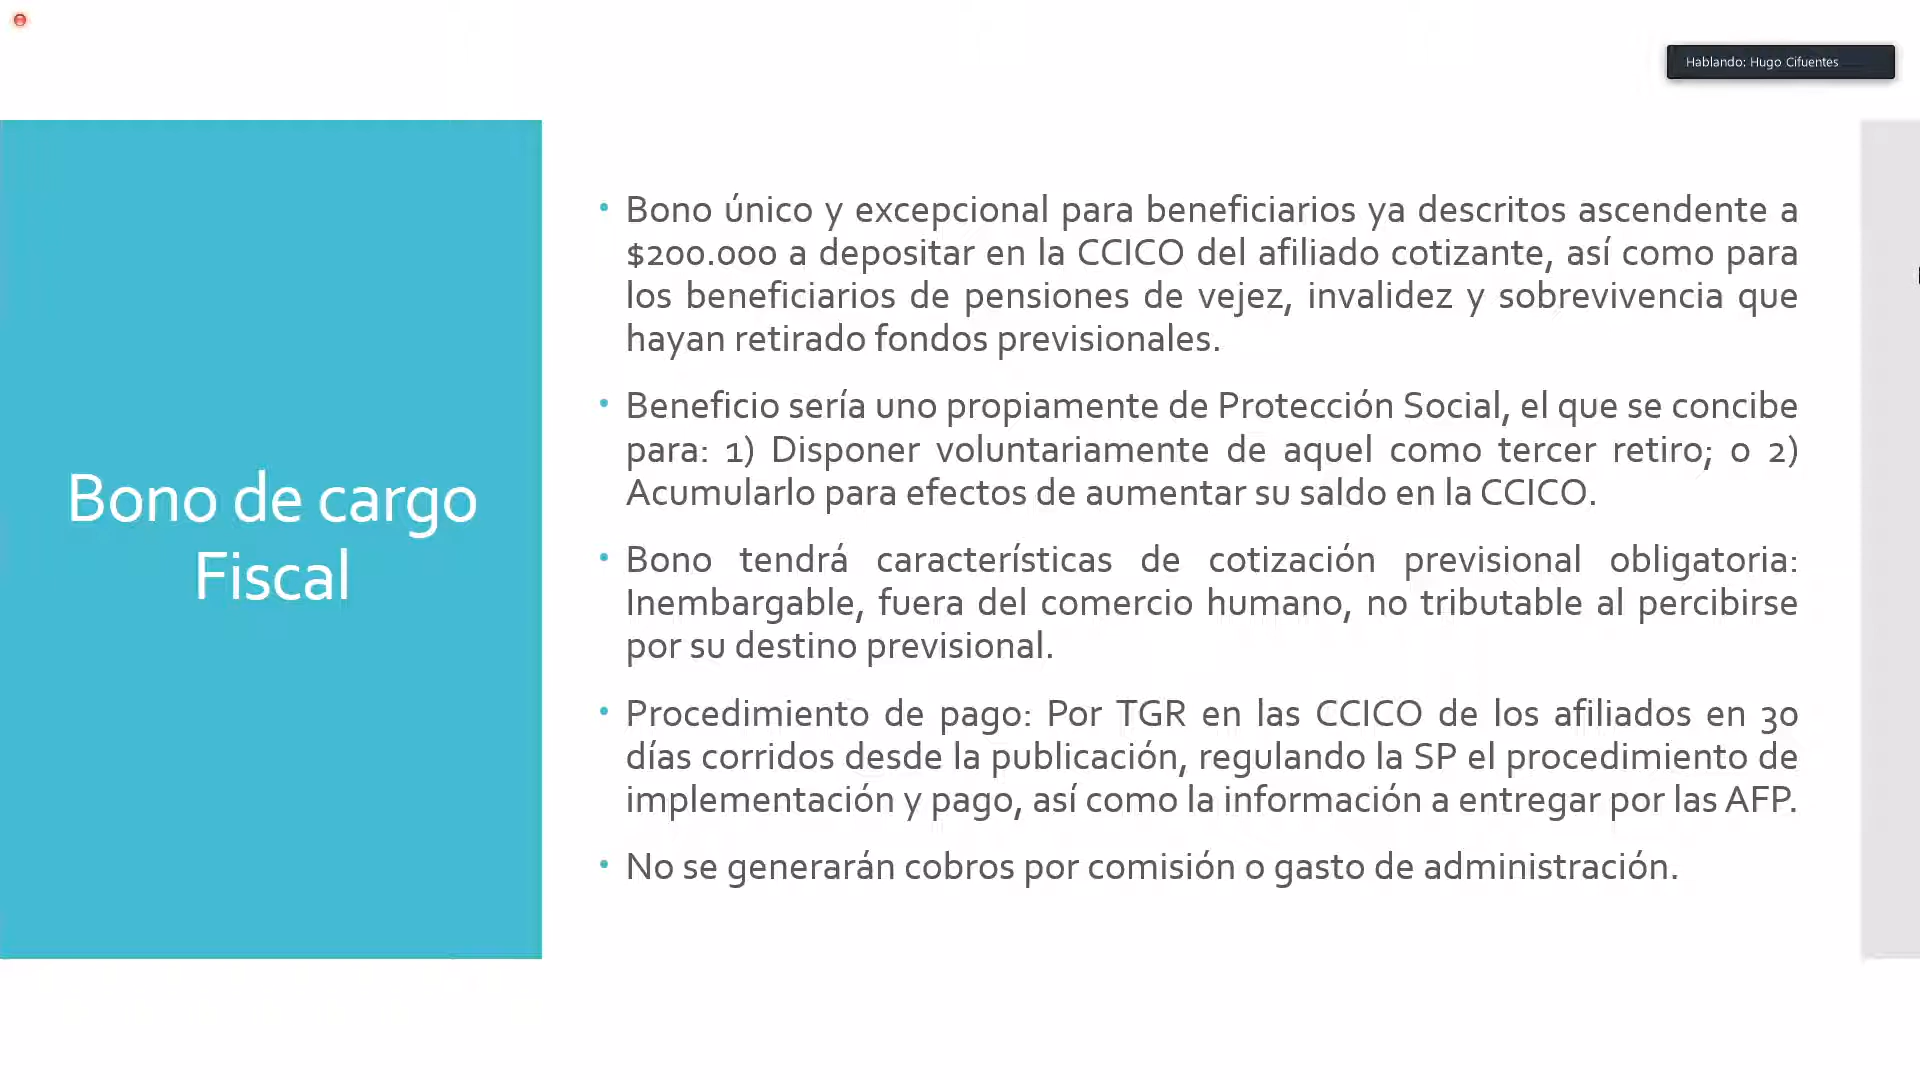 Hablando: Hugo Cifuentes
Bono de cargo
Fiscal
• Bono único y excepcional para beneficiarios ya descritos ascendente a
$200.000 a depositar en la CCICO del afiliado cotizante, así como para
los beneficiarios de pensiones de vejez, invalidez y sobrevivencia que
hayan retirado fondos previsionales.
• Beneficio sería uno propiamente de Protección Social, el que se concibe
para: 1) Disponer voluntariamente de aquel como tercer retiro; o 2)
Acumularlo para efectos de aumentar su saldo en la CCICO.
• Bono tendrá características de cotización previsional obligatoria:
Inembargable, fuera del comercio humano, no tributable al percibirse
por su destino previsional.
• Procedimiento de pago: Por TGR en las CCICO de los afiliados en 30
días corridos desde la publicación, regulando la SP el procedimiento de
implementación y pago, así como la información a entregar por las AFP.
• No se generarán cobros por comisión o gasto de administración.